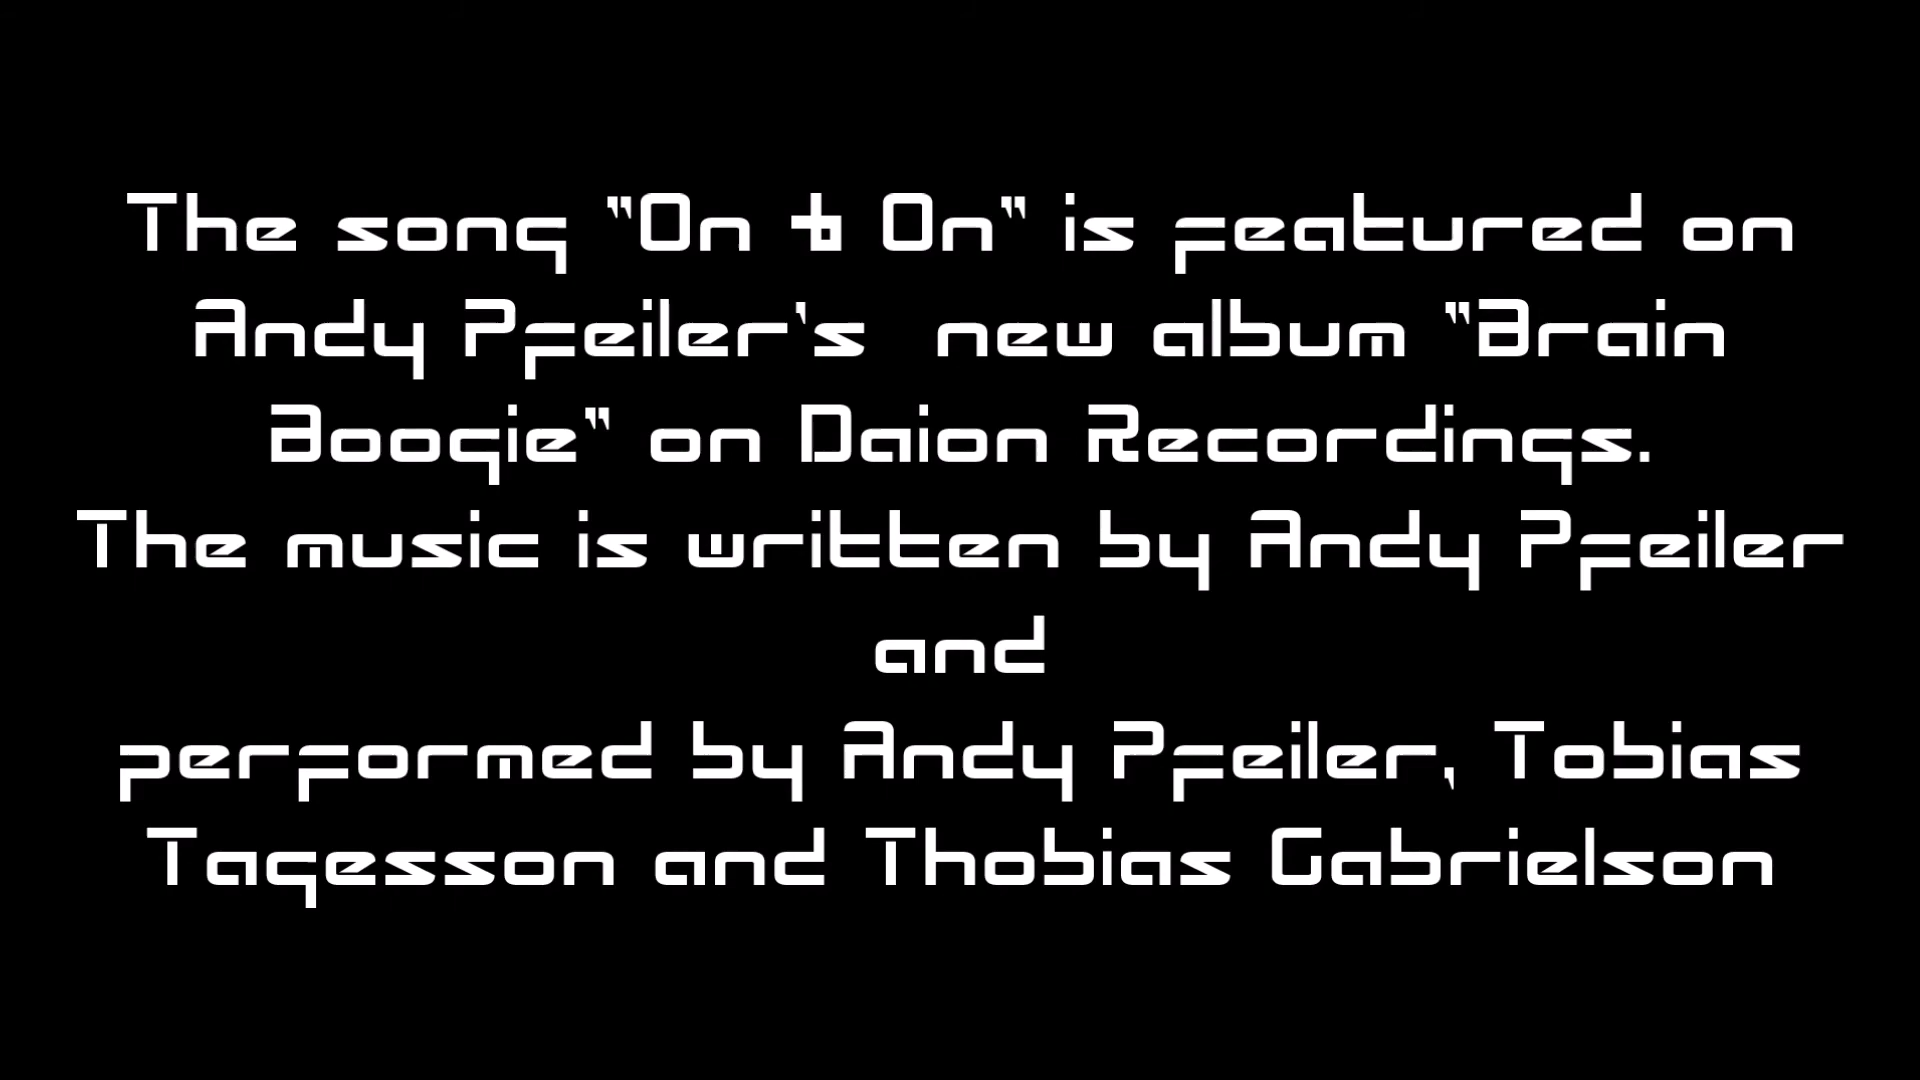 The song "On & On" is featured on
Andy Pfeiler's new album "Brain
Boogie" on Daion Recordings.
The music is written by Andy Pfeiler
and
performed by Andy Pfeiler, Tobias
Tagesson and Thobias Gabrielson